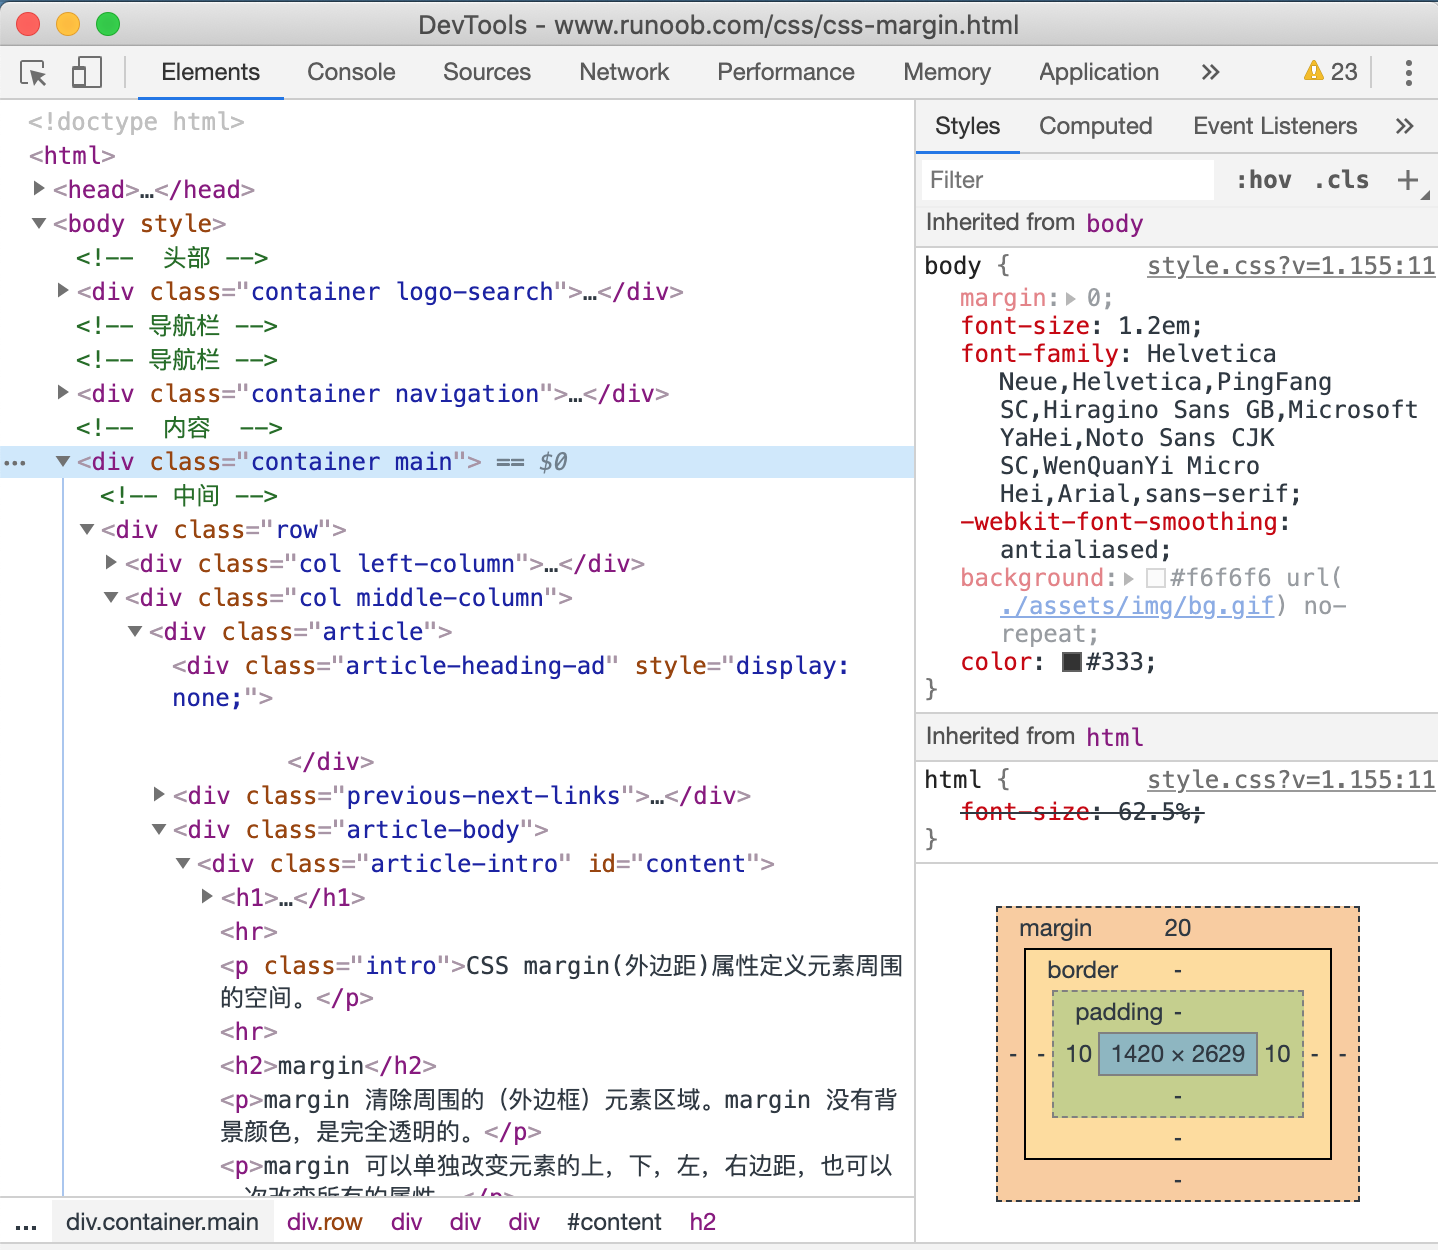 DevTools - www.runoob.com/css/css-margin.html
Elements Console Sources Network Performance Memory Application » 23
<!doctype html>
<html>
<head>…</head>
<body style>
<!--  头部 -->
<div class="container logo-search">…</div>
<!-- 导航栏 -->
<!-- 导航栏 -->
<div class="container navigation">…</div>
<!--  内容  -->
… <div class="container main"> == $0
<!-- 中间 -->
<div class="row">
<div class="col left-column">…</div>
<div class="col middle-column">
<div class="article">
<div class="article-heading-ad" style="display:
none;">
</div>
<div class="previous-next-links">…</div>
<div class="article-body">
<div class="article-intro" id="content">
<h1>…</h1>
<hr>
<p class="intro">CSS margin(外边距)属性定义元素周围
的空间。</p>
<hr>
<h2>margin</h2>
<p>margin 清除周围的（外边框）元素区域。margin 没有背
景颜色，是完全透明的。</p>
<p>margin 可以单独改变元素的上，下，左，右边距，也可以
一次改变所有的属性。</p>
… div.container.main div.row div div div #content h2
Styles Computed Event Listeners »
Filter :hov .cls +
Inherited from body
body { style.css?v=1.155:11
margin: 0;
font-size: 1.2em;
font-family: Helvetica
Neue,Helvetica,PingFang
SC,Hiragino Sans GB,Microsoft
YaHei,Noto Sans CJK
SC,WenQuanYi Micro
Hei,Arial,sans-serif;
-webkit-font-smoothing:
antialiased;
background: #f6f6f6 url(
./assets/img/bg.gif) no-
repeat;
color: #333;
}
Inherited from html
html { style.css?v=1.155:11
font-size: 62.5%;
}
margin 20
border -
padding -
- - 10 1420 × 2629 10 - -
-
-
-